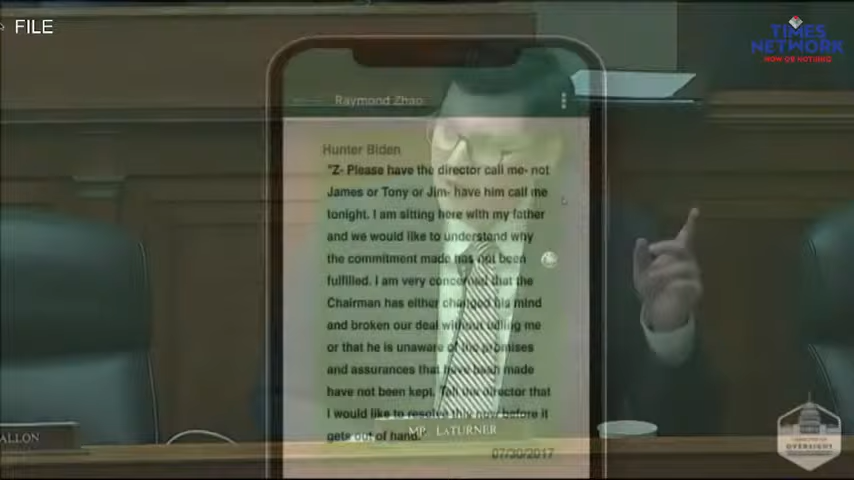 FILE
TIMES
NETWORK
NOW OR NOTHING
Raymond Zhao
Hunter Biden
"Z- Please have the director call me- not
James or Tony or Jim- have him call me
tonight. I am sitting here with my father
and we would like to understand why
the commitment made has not been
fulfilled. I am very concerned that the
Chairman has either changed his mind
and broken our deal without telling me
or that he is unaware of the promises
and assurances that have been made
have not been kept. Tell the director that
I would like to resolve this now before it
gets out of hand."
07/30/2017
MR. LATURNER
ALLON
OVERSIGHT